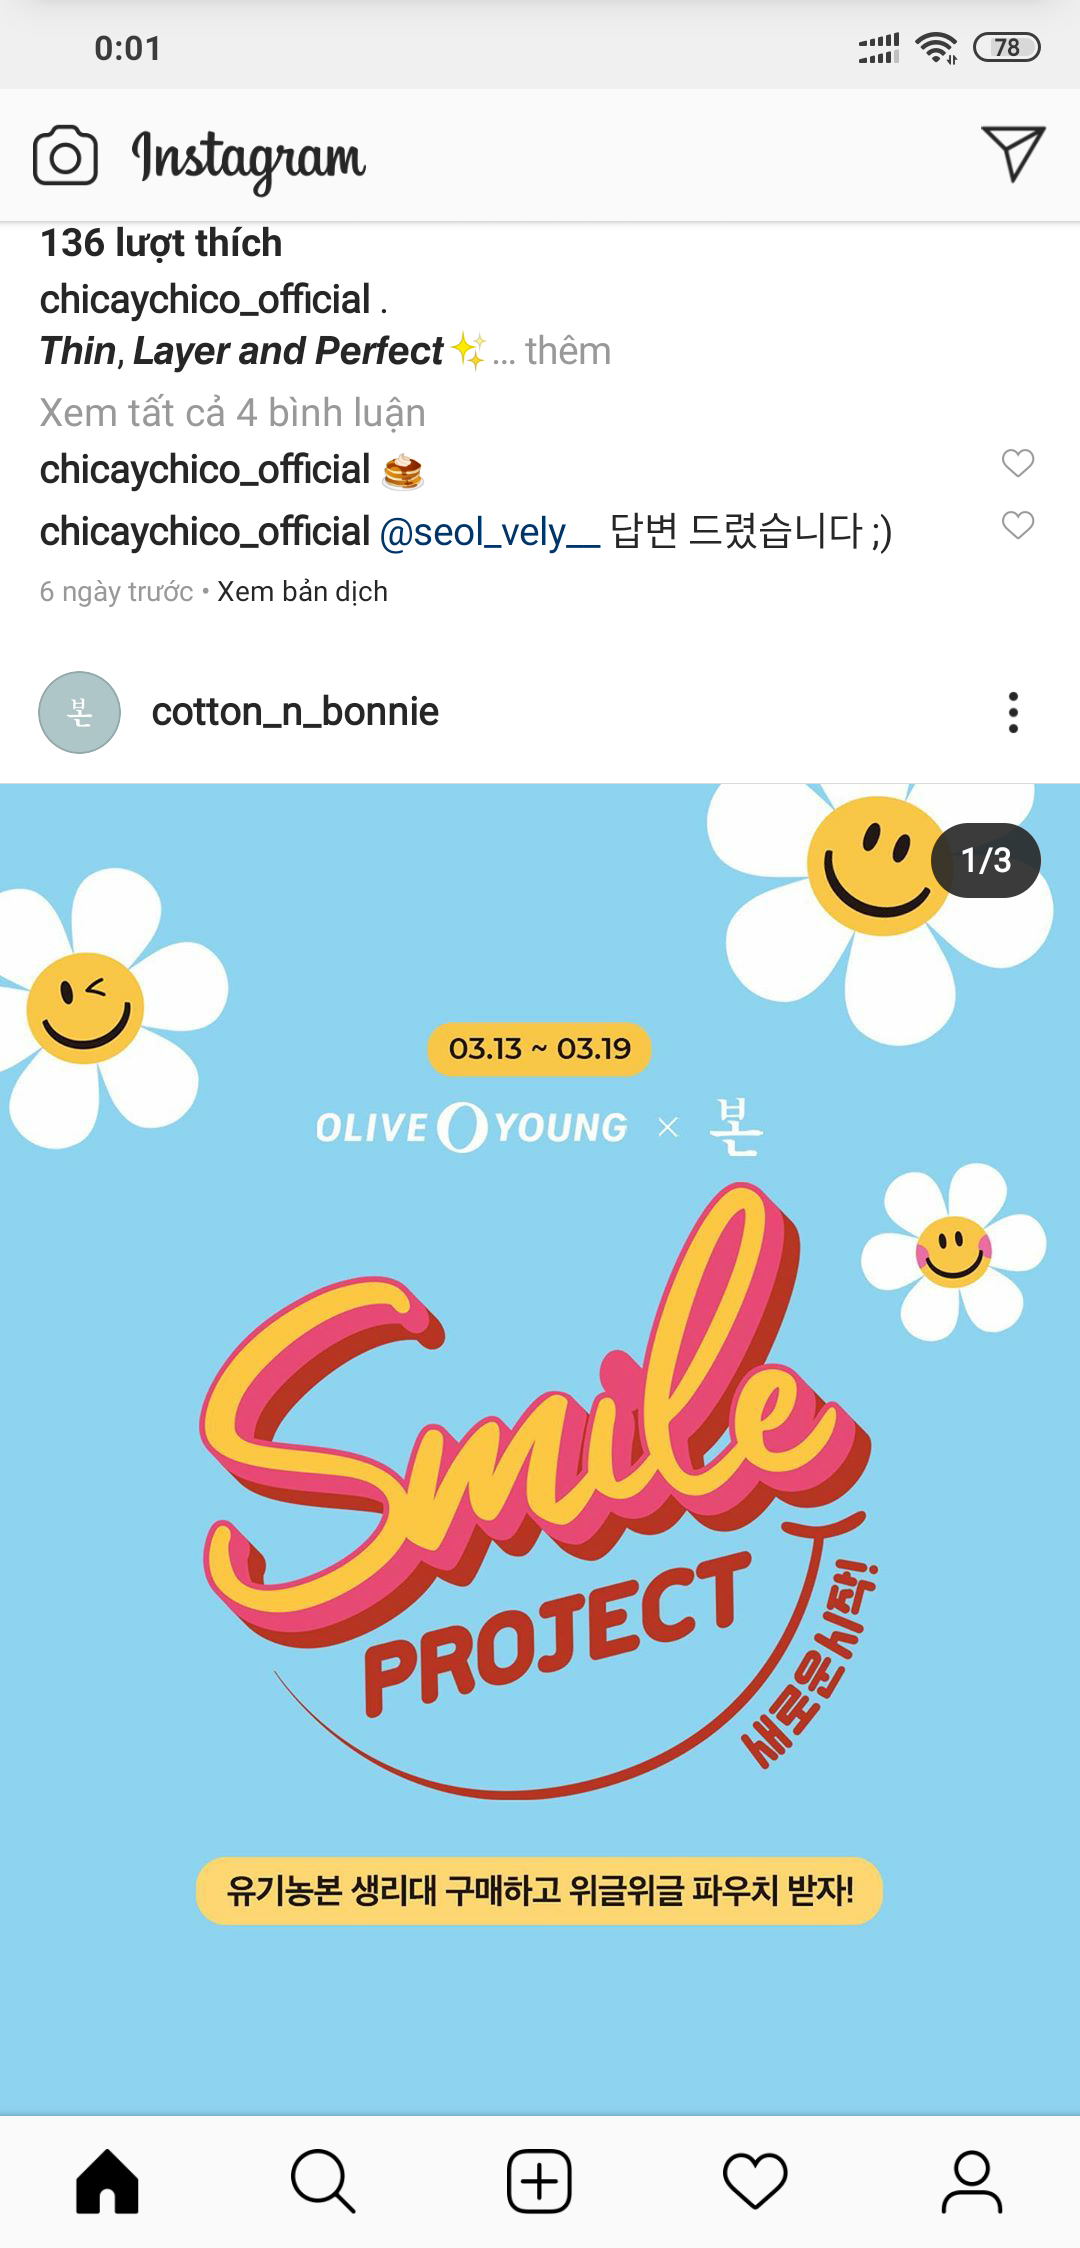 0:01
78
Instagram
136 lượt thích
chicaychico_official .
Thin, Layer and Perfect✨... thêm
Xem tất cả 4 bình luận
chicaychico_official 🥞
chicaychico_official @seol_vely__ 답변 드렸습니다 ;)
6 ngày trước • Xem bản dịch
본
cotton_n_bonnie
1/3
03.13 ~ 03.19
OLIVE O YOUNG × 본
Smile
PROJECT
새로운 시작!
유기농본 생리대 구매하고 위글위글 파우치 받자!